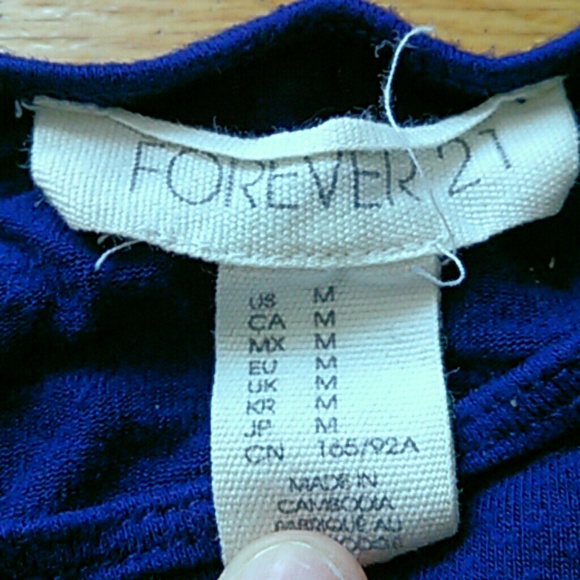 FOREVER 21
US M
CA M
MX M
EU M
UK M
KR M
JP M
CN 165/92A
MADE IN
CAMBODIA
FABRIQUÉ AU